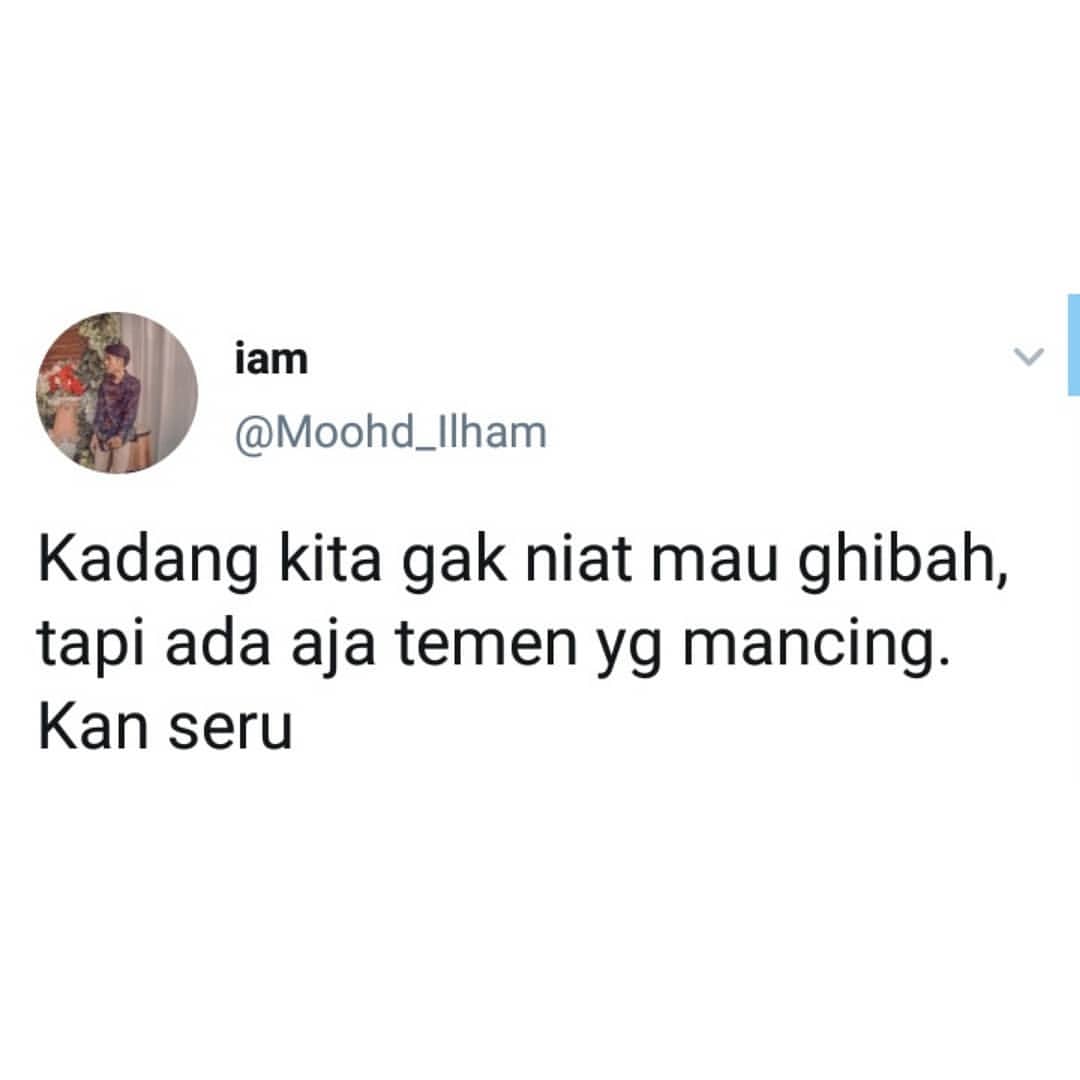 iam
@Moohd_Ilham
Kadang kita gak niat mau ghibah,
tapi ada aja temen yg mancing.
Kan seru